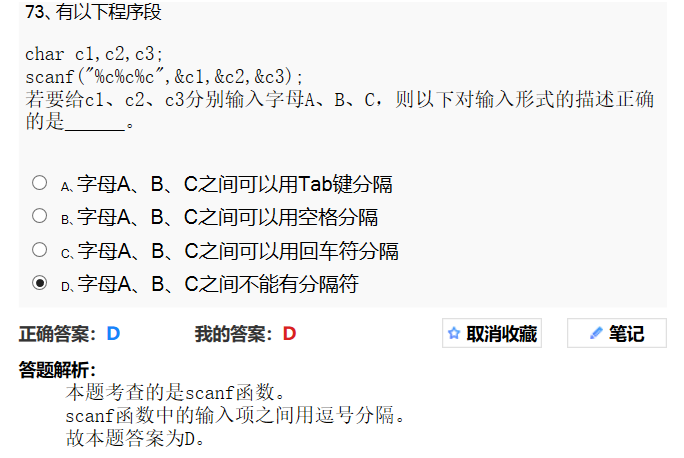 73、有以下程序段
char c1,c2,c3;
scanf("%c%c%c",&c1,&c2,&c3);
若要给c1、c2、c3分别输入字母A、B、C，则以下对输入形式的描述正确
的是______。
A、字母A、B、C之间可以用Tab键分隔
B、字母A、B、C之间可以用空格分隔
C、字母A、B、C之间可以用回车符分隔
D、字母A、B、C之间不能有分隔符
正确答案：D 我的答案：D 取消收藏 笔记
答题解析：
本题考查的是scanf函数。
scanf函数中的输入项之间用逗号分隔。
故本题答案为D。